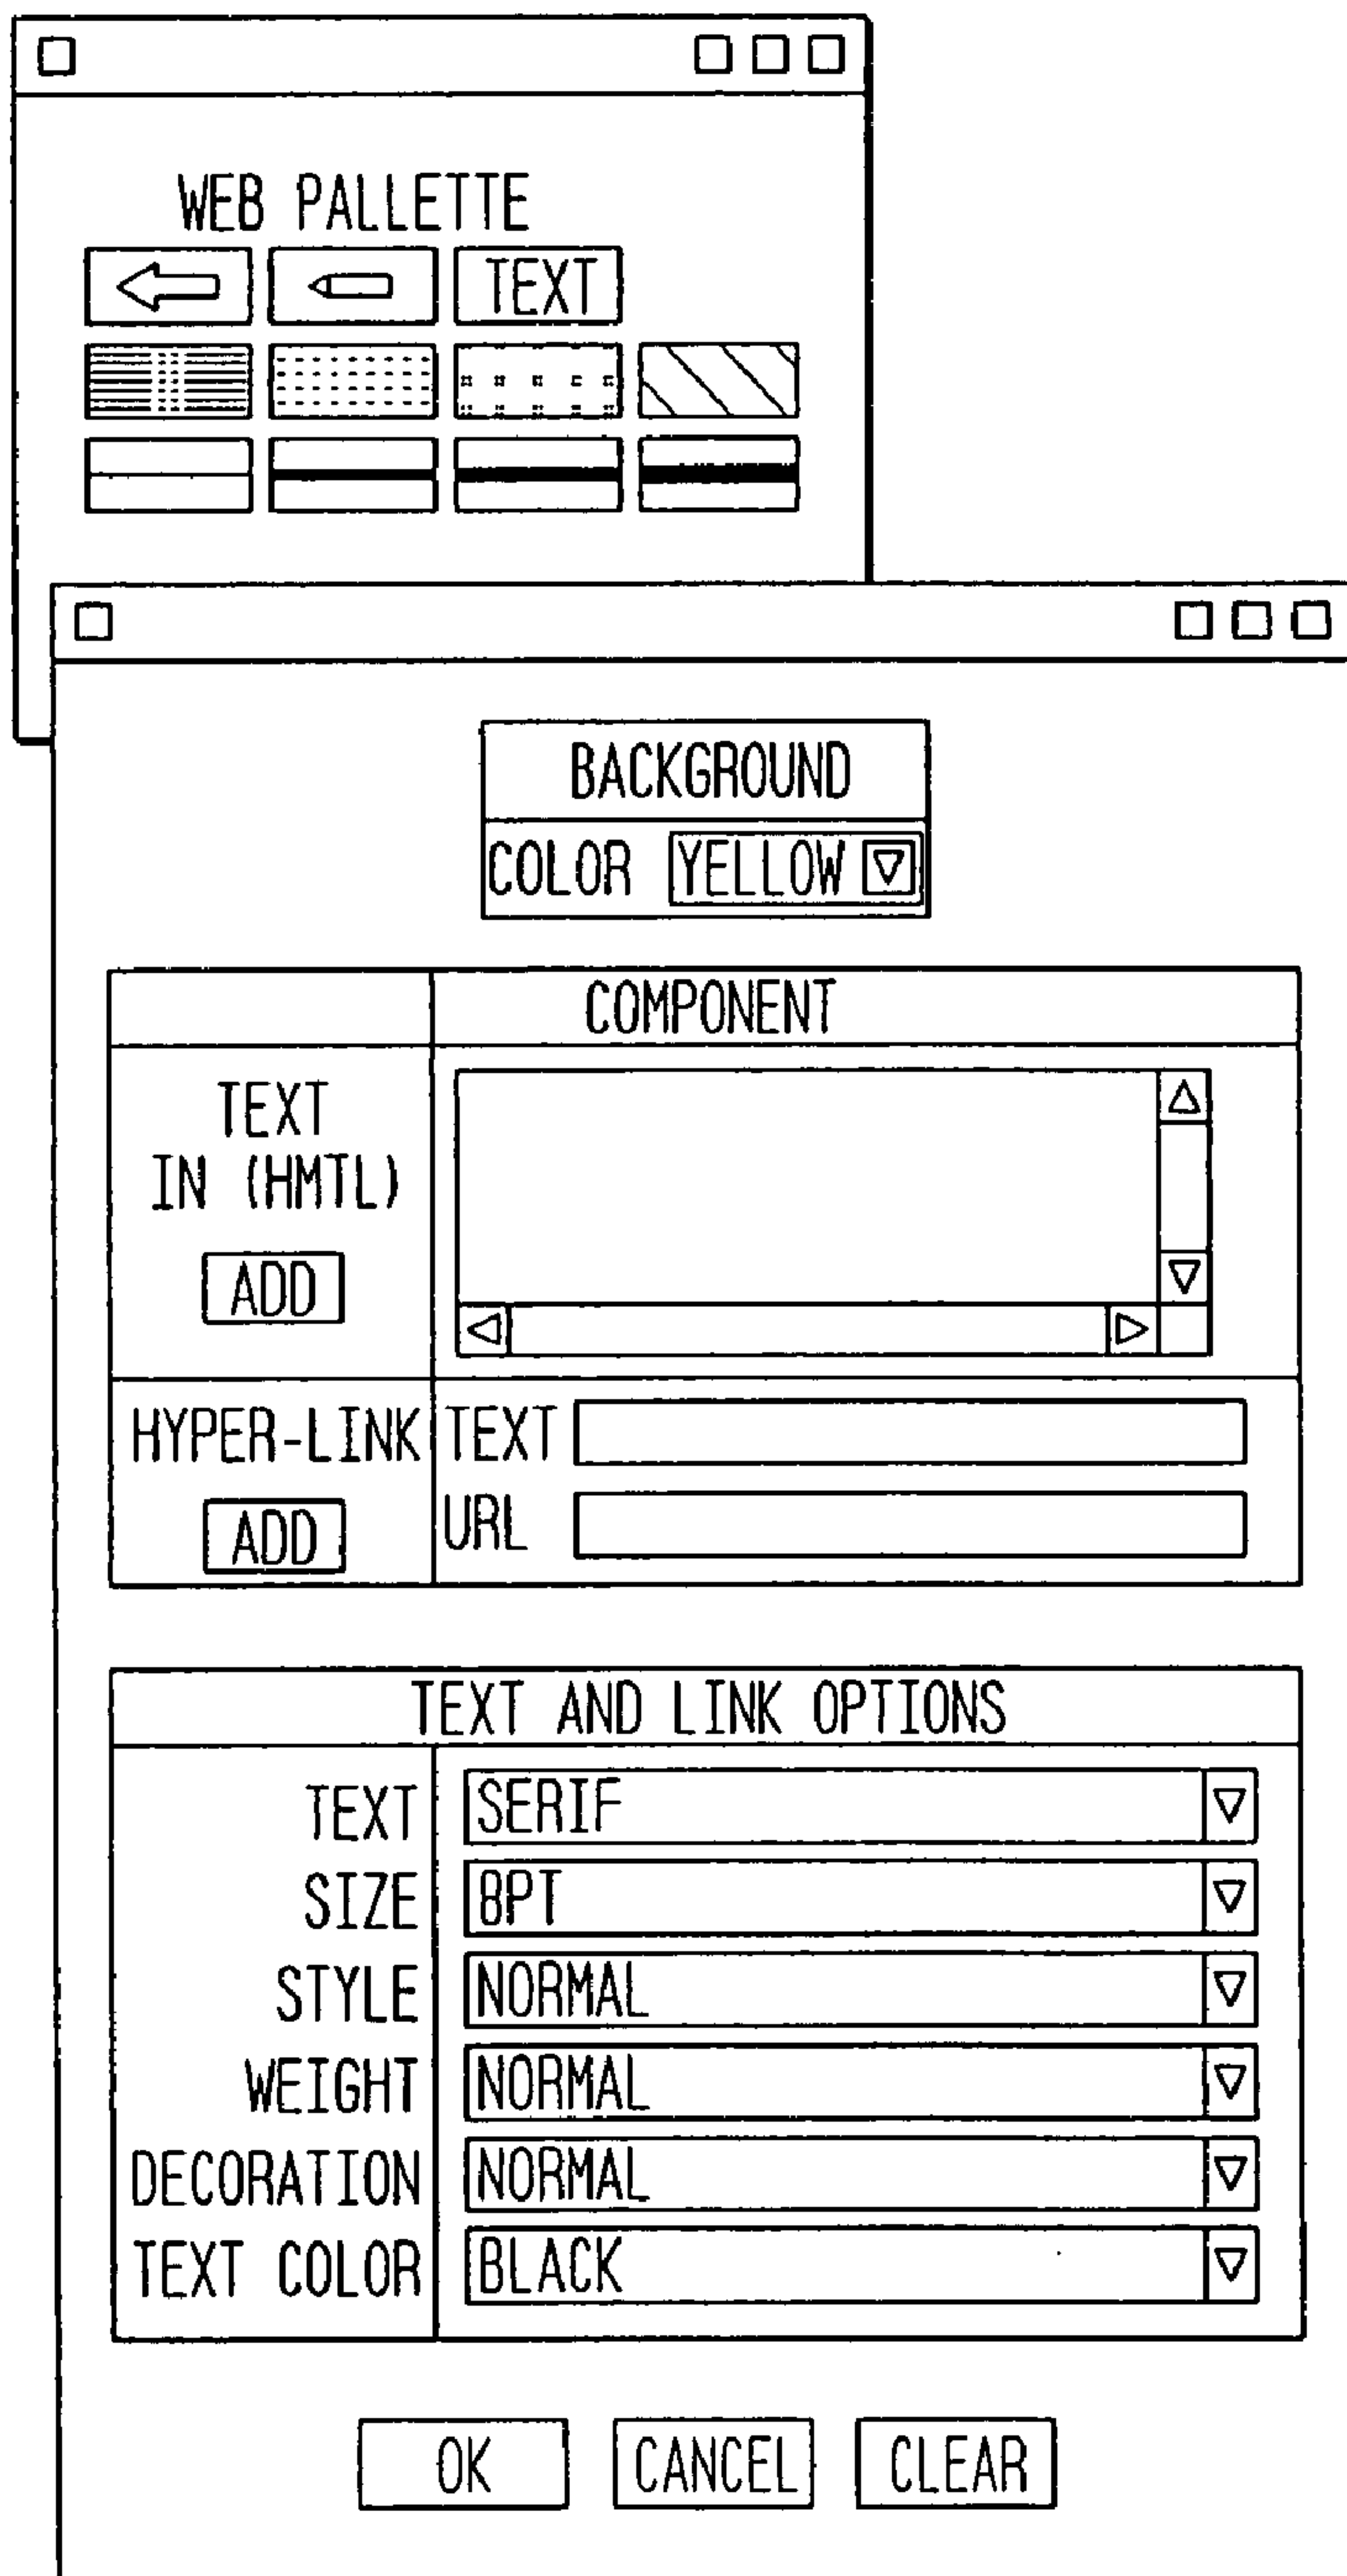 WEB PALLETTE
TEXT
BACKGROUND
COLOR YELLOW
COMPONENT
TEXT
IN (HMTL)
ADD
HYPER-LINK TEXT
ADD URL
TEXT AND LINK OPTIONS
TEXT SERIF
SIZE 8PT
STYLE NORMAL
WEIGHT NORMAL
DECORATION NORMAL
TEXT COLOR BLACK
OK CANCEL CLEAR